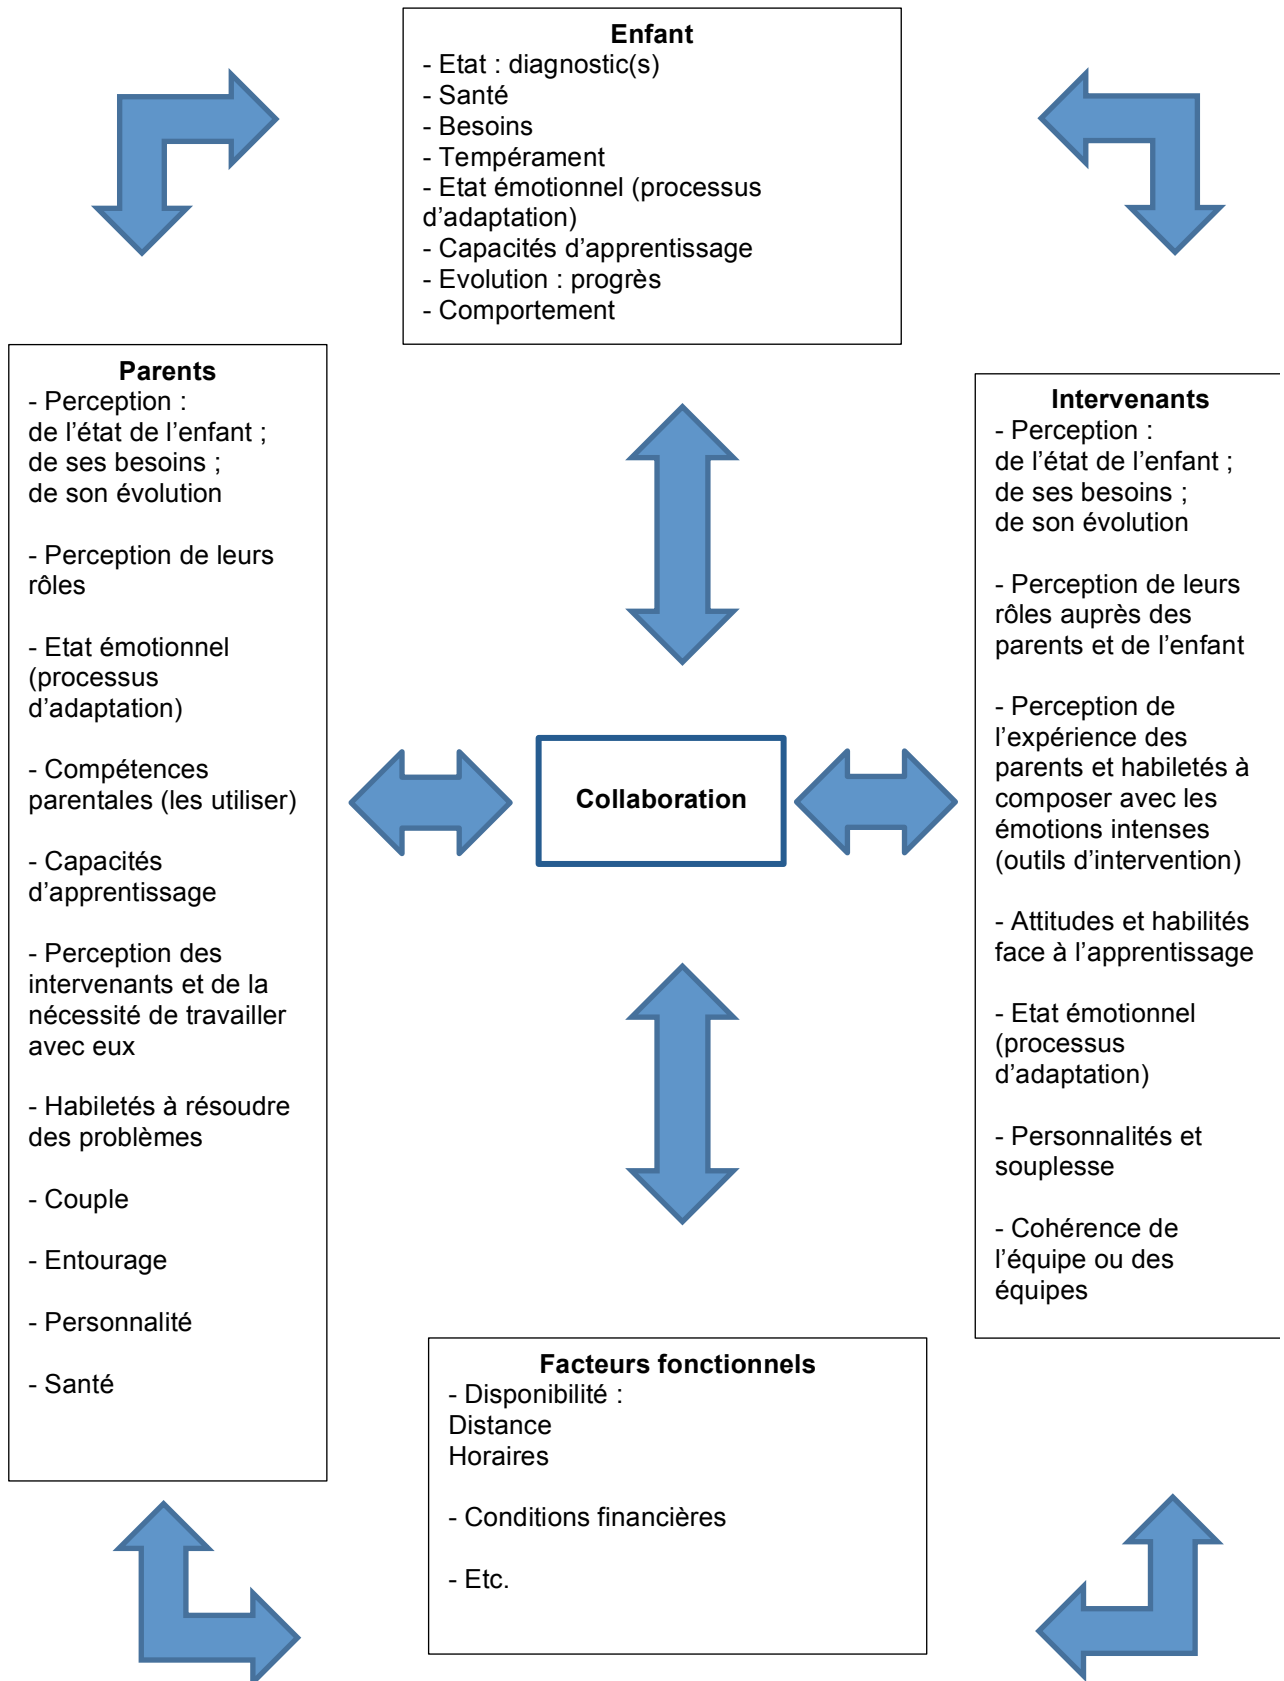 Enfant
- Etat : diagnostic(s)
- Santé
- Besoins
- Tempérament
- Etat émotionnel (processus
d’adaptation)
- Capacités d’apprentissage
- Evolution : progrès
- Comportement
Parents
- Perception :
de l’état de l’enfant ;
de ses besoins ;
de son évolution
- Perception de leurs
rôles
- Etat émotionnel
(processus
d’adaptation)
- Compétences
parentales (les utiliser)
- Capacités
d’apprentissage
- Perception des
intervenants et de la
nécessité de travailler
avec eux
- Habiletés à résoudre
des problèmes
- Couple
- Entourage
- Personnalité
- Santé
Collaboration
Intervenants
- Perception :
de l’état de l’enfant ;
de ses besoins ;
de son évolution
- Perception de leurs
rôles auprès des
parents et de l’enfant
- Perception de
l’expérience des
parents et habiletés à
composer avec les
émotions intenses
(outils d’intervention)
- Attitudes et habilités
face à l’apprentissage
- Etat émotionnel
(processus
d’adaptation)
- Personnalités et
souplesse
- Cohérence de
l’équipe ou des
équipes
Facteurs fonctionnels
- Disponibilité :
Distance
Horaires
- Conditions financières
- Etc.